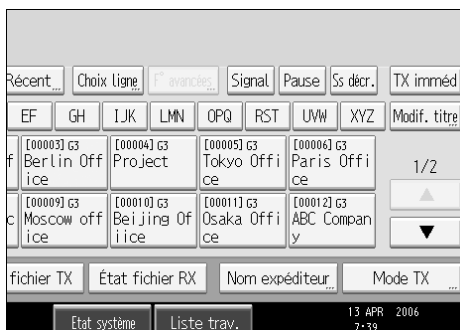 Récent Choix ligne F° avancées Signal Pause Ss décr. TX imméd
EF GH IJK LMN OPQ RST UVW XYZ Modif. titre
[00003] G3 [00004] G3 [00005] G3 [00006] G3
f Berlin Off Project Tokyo Offi Paris Offi 1/2
ice ce ce
[00009] G3 [00010] G3 [00011] G3 [00012] G3
c Moscow off Beijing Of Osaka Offi ABC Compan
ice iice ce y
fichier TX État fichier RX Nom expéditeur Mode TX
Etat système Liste trav. 13 APR 2006
7:39